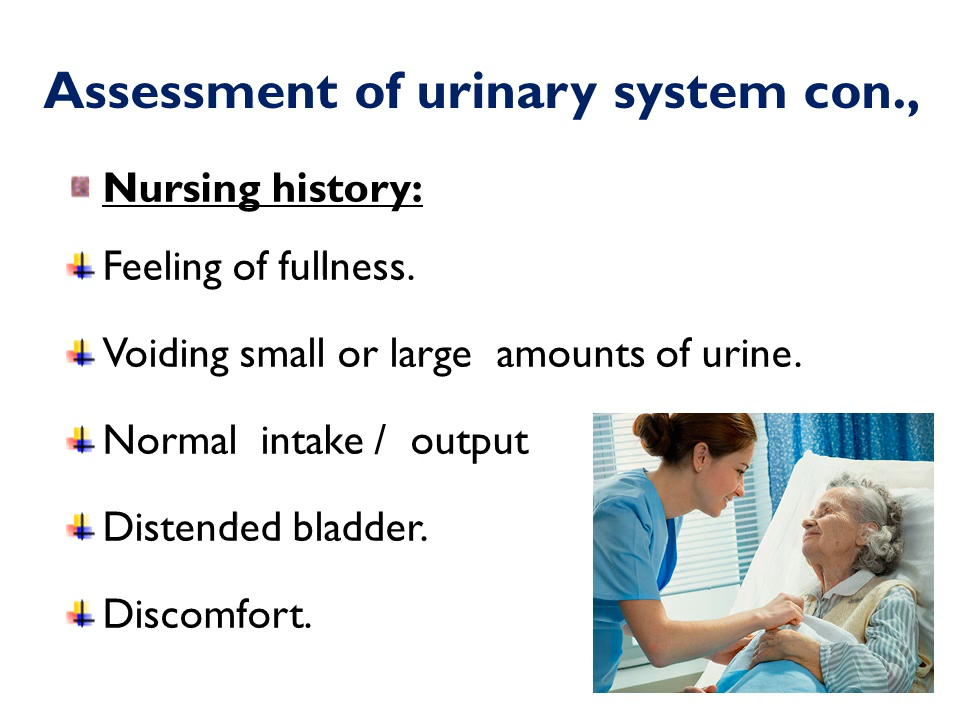 Assessment of urinary system con.,
Nursing history:
Feeling of fullness.
Voiding small or large  amounts of urine.
Normal  intake /  output
Distended bladder.
Discomfort.